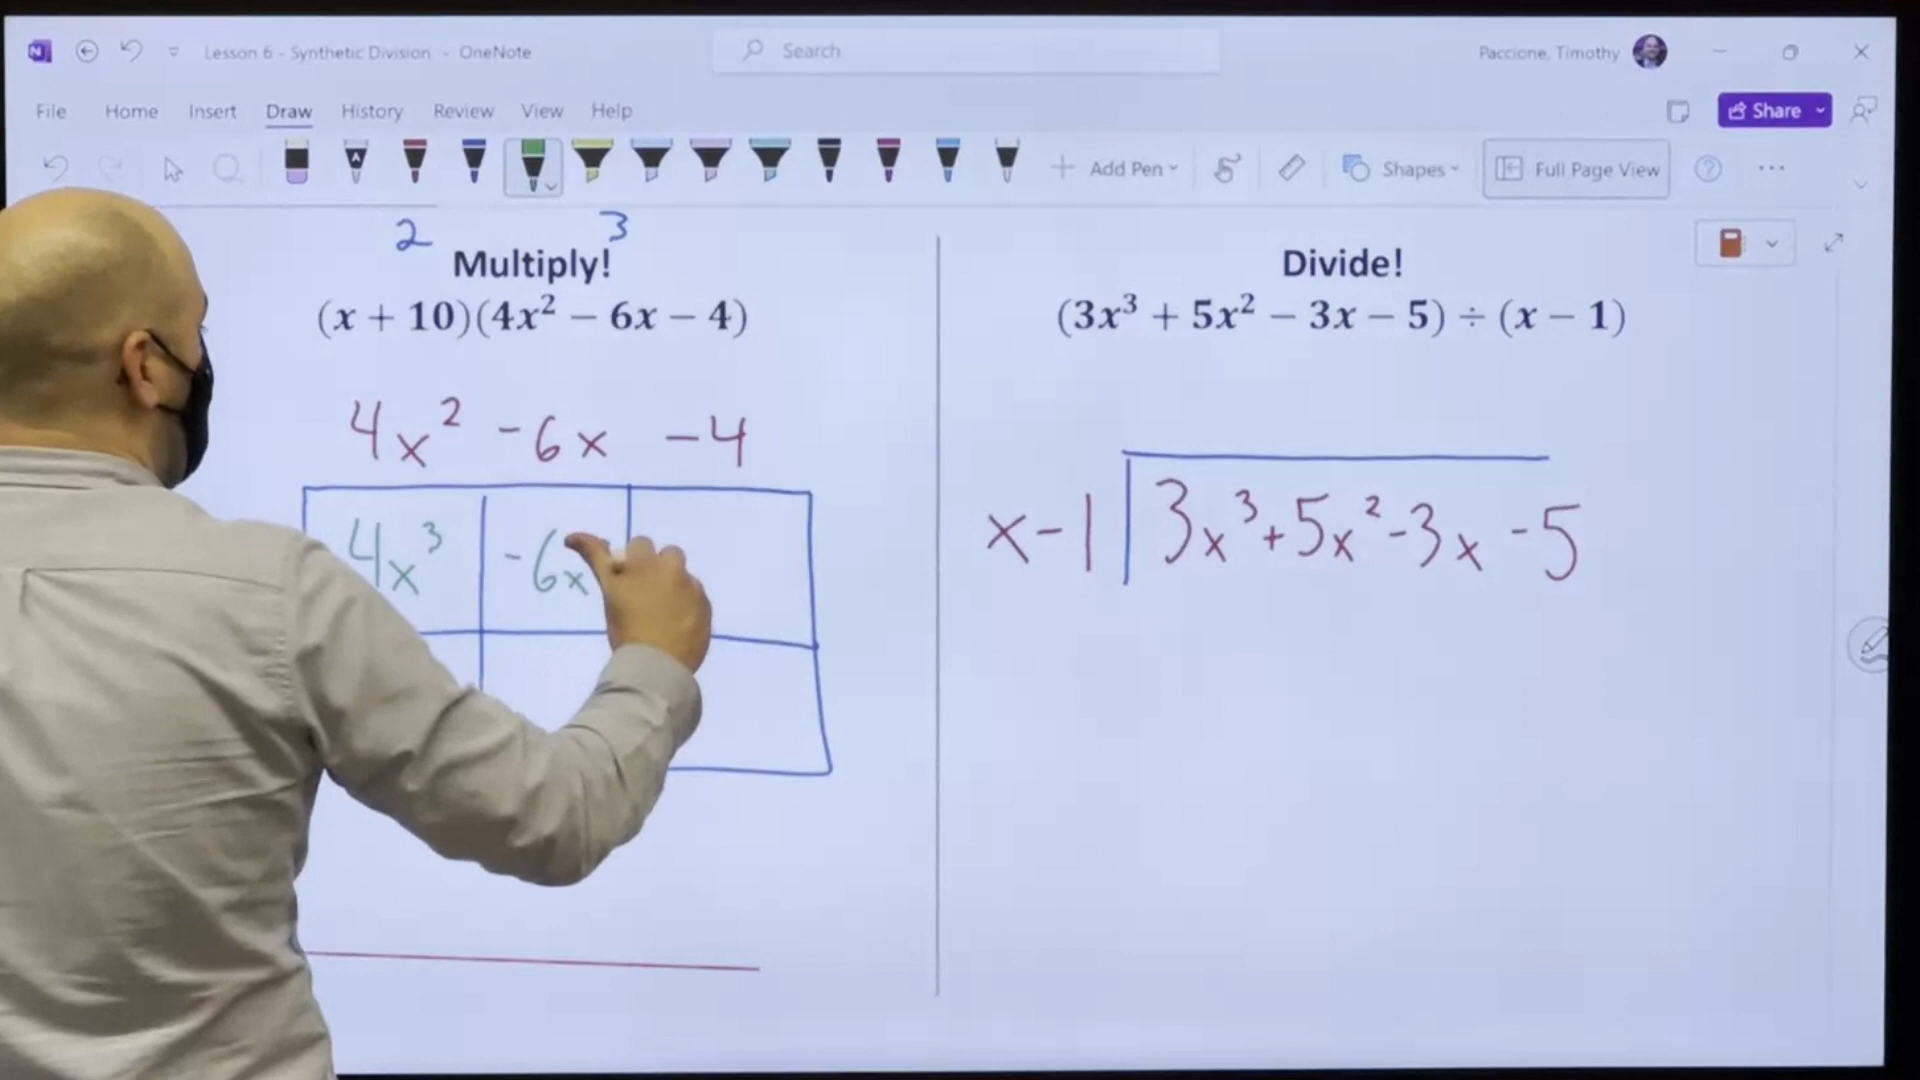 Lesson 6 - Synthetic Division - OneNote
Search
Paccione, Timothy
File Home Insert Draw History Review View Help
Share
A
Add Pen
Shapes
Full Page View
2 3
Multiply!
(x + 10)(4x² − 6x − 4)
4x² -6x -4
4x³ -6x
Divide!
(3x³ + 5x² − 3x − 5) ÷ (x − 1)
x-1 3x³+5x²-3x-5